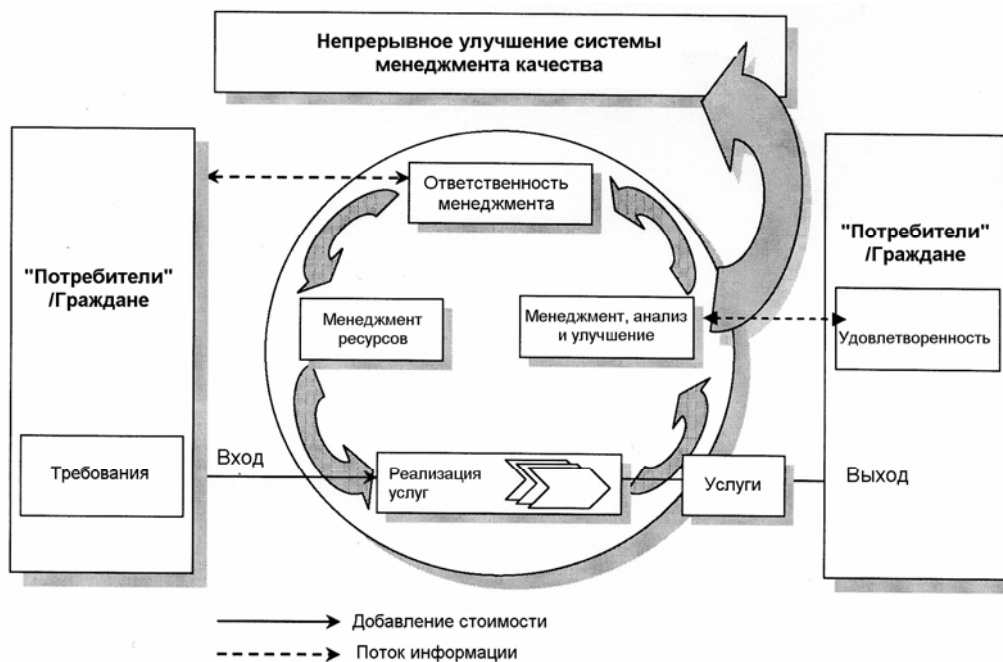 Непрерывное улучшение системы
менеджмента качества
Ответственность
менеджмента
"Потребители"
/Граждане
"Потребители"
/Граждане
Менеджмент
ресурсов
Менеджмент, анализ
и улучшение
Удовлетворенность
Требования
Вход
Реализация
услуг
Услуги
Выход
Добавление стоимости
Поток информации